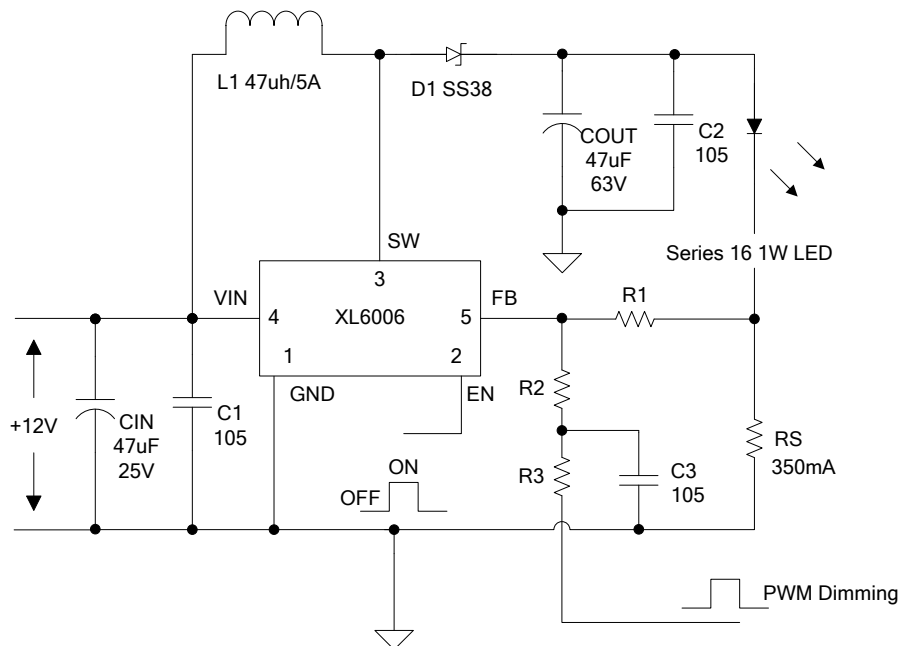 L1 47uh/5A
D1 SS38
COUT
47uF
63V
C2
105
SW
3
Series 16 1W LED
VIN
4
XL6006
5
FB
R1
1
2
GND
EN
+12V
CIN
47uF
25V
C1
105
R2
R3
C3
105
RS
350mA
ON
OFF
PWM Dimming